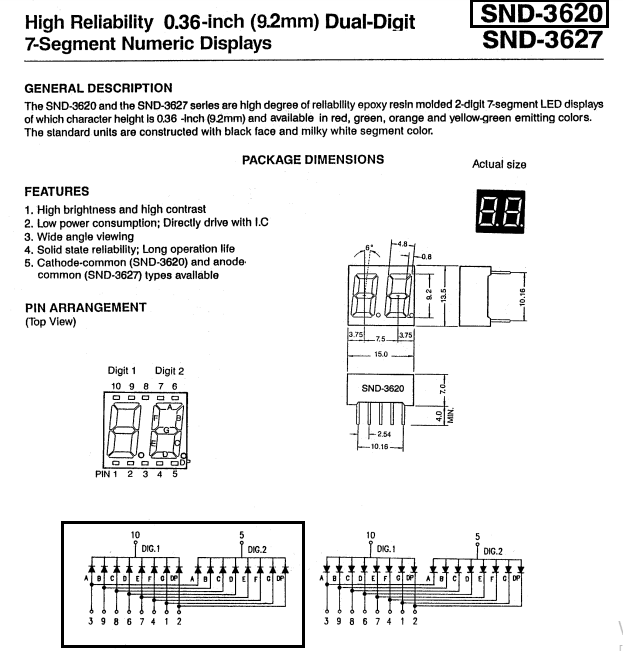 High Reliability 0.36-inch (9.2mm) Dual-Digit
7-Segment Numeric Displays
SND-3620
SND-3627
GENERAL DESCRIPTION
The SND-3620 and the SND-3627 series are high degree of reliability epoxy resin molded 2-digit 7-segment LED displays
of which character height is 0.36 -inch (9.2mm) and available in red, green, orange and yellow-green emitting colors.
The standard units are constructed with black face and milky white segment color.
PACKAGE DIMENSIONS
Actual size
FEATURES
1. High brightness and high contrast
2. Low power consumption; Directly drive with I.C
3. Wide angle viewing
4. Solid state reliability; Long operation life
5. Cathode-common (SND-3620) and anode-
common (SND-3627) types available
8.8.
6°
4.8
0.8
9.2
13.5
10.16
3.75
7.5
3.75
15.0
SND-3620
7.0
4.0
MIN.
2.54
10.16
PIN ARRANGEMENT
(Top View)
Digit 1 Digit 2
10 9 8 7 6
A
F B
G
E C
D DP
PIN 1 2 3 4 5
10 5
DIG.1 DIG.2
A B C D E F G DP A B C D E F G DP
3 9 8 6 7 4 1 2
10 5
DIG.1 DIG.2
A B C D E F G DP A B C D E F G DP
3 9 8 6 7 4 1 2